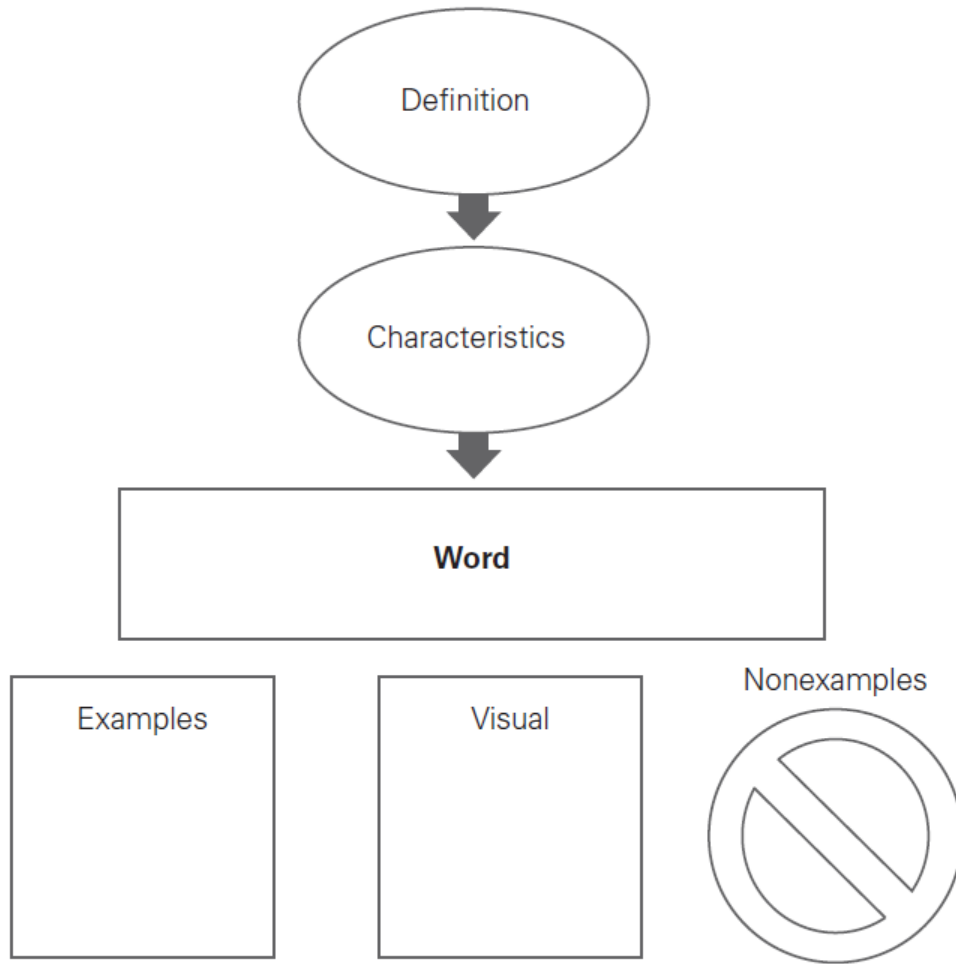 Definition
Characteristics
Word
Examples
Visual
Nonexamples